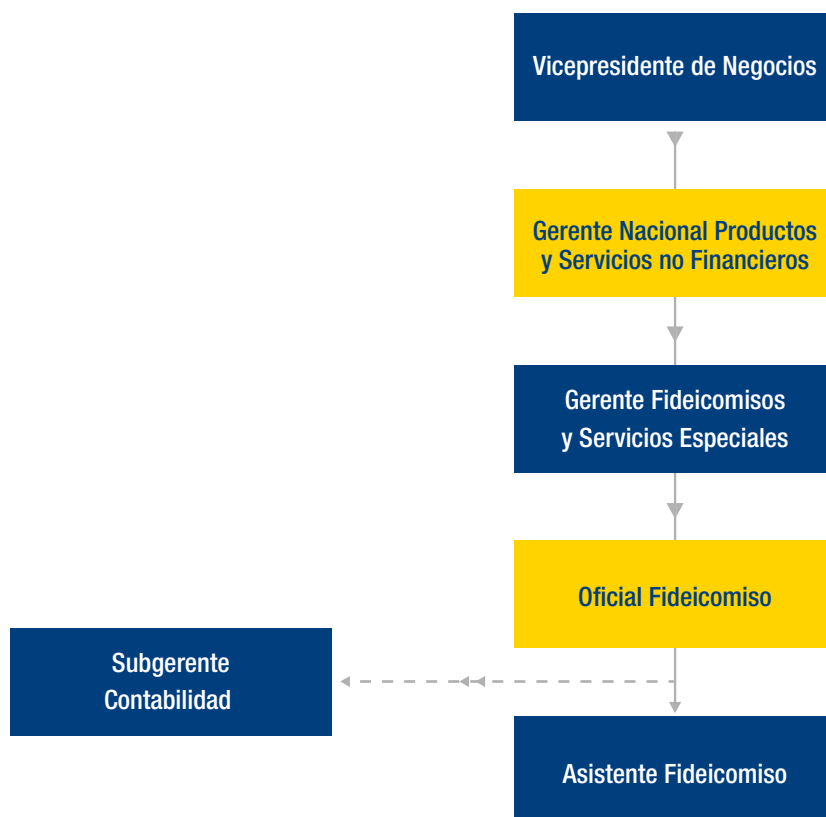 Vicepresidente de Negocios
Gerente Nacional Productos
y Servicios no Financieros
Gerente Fideicomisos
y Servicios Especiales
Oficial Fideicomiso
Subgerente
Contabilidad
Asistente Fideicomiso